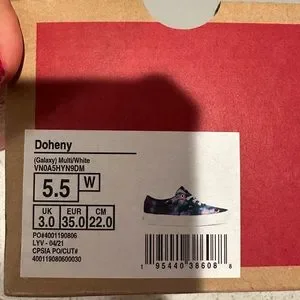 Doheny
(Galaxy) Multi/White
VN0A5HYN9DM
5.5 W
UK EUR CM
3.0 35.0 22.0
PO#4001190806
LYV - 04/21
CPSIA PO/CUT#
400119080600030
1 95440 38608 8